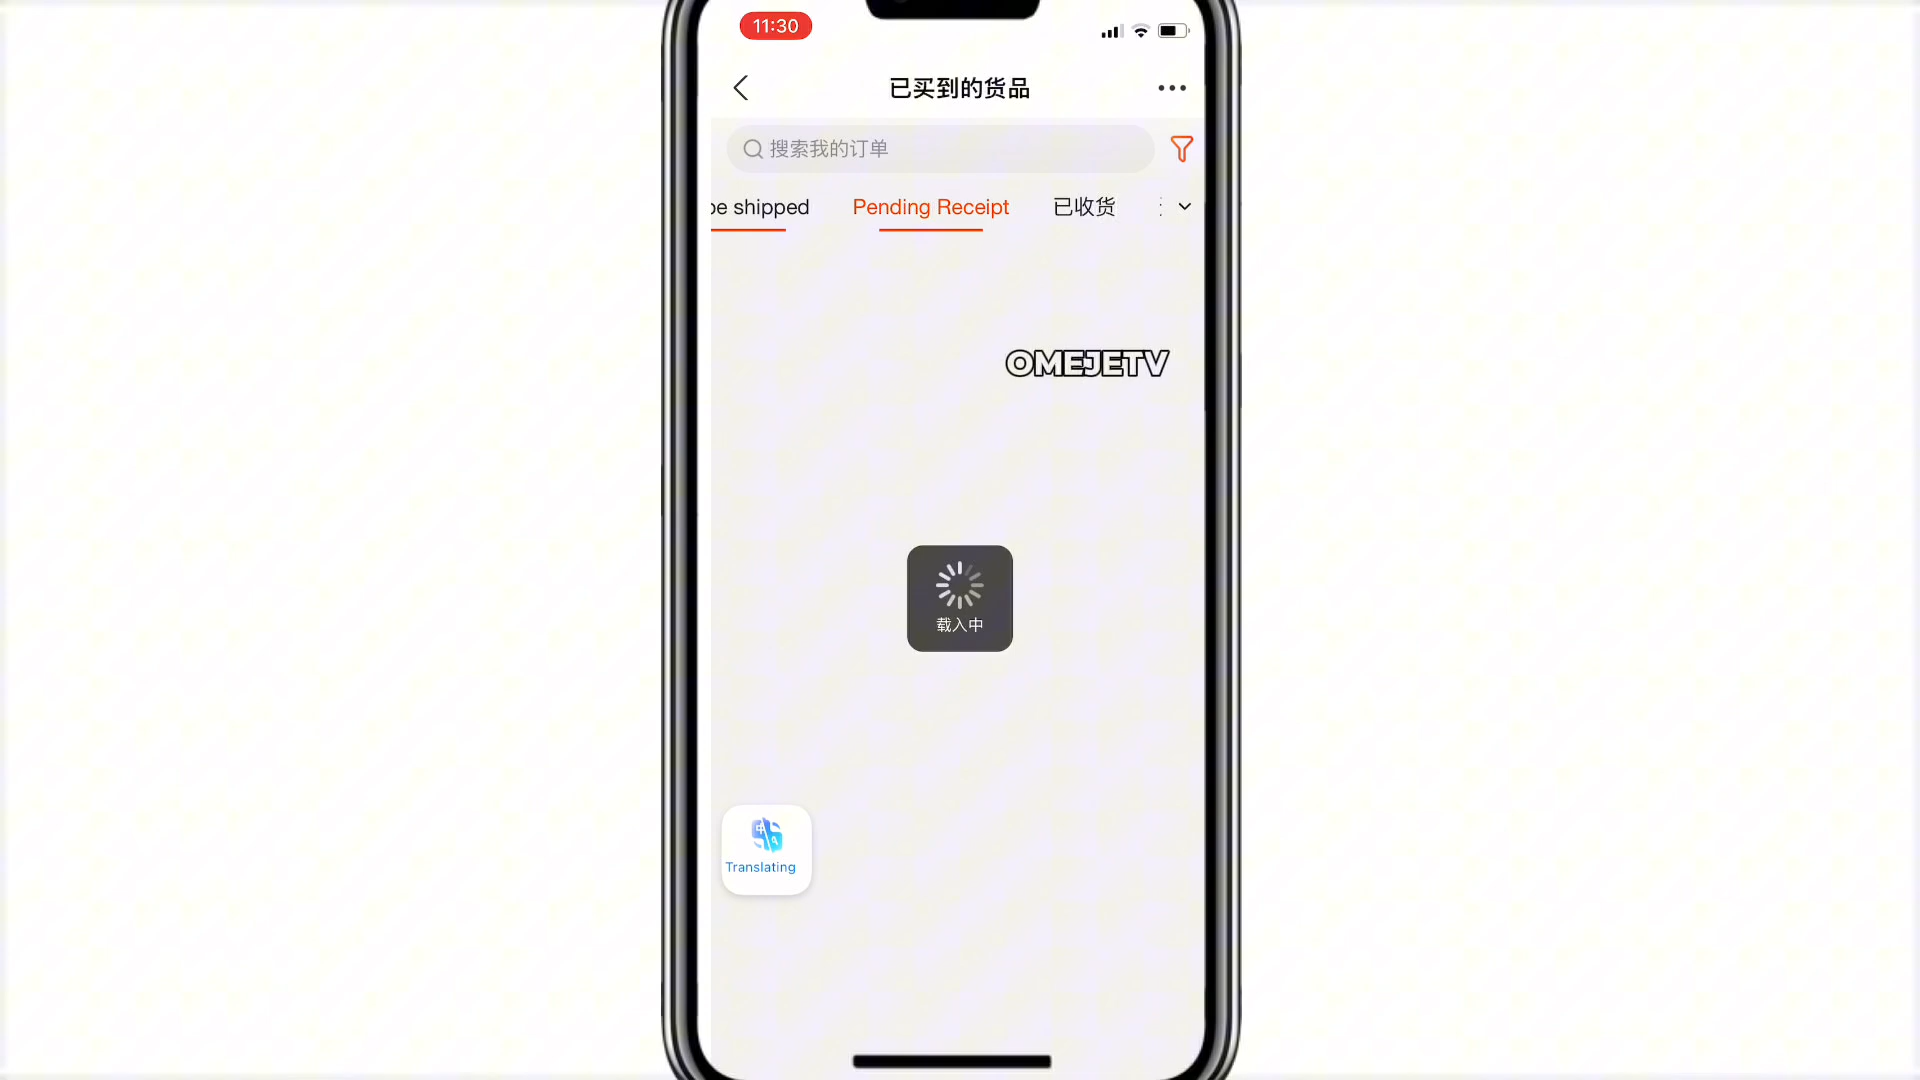 11:30
已买到的货品
搜索我的订单
be shipped
Pending Receipt
已收货
OMEJETV
载入中
Translating